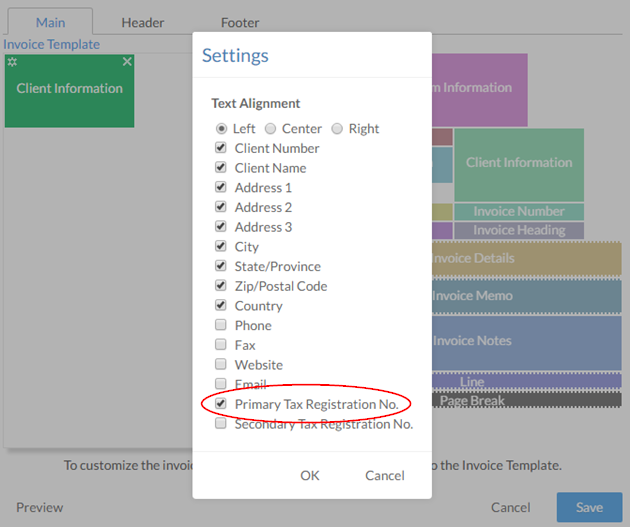 Main Header Footer
Invoice Template
Client Information
Settings
Text Alignment
Left Center Right
Client Number
Client Name
Address 1
Address 2
Address 3
City
State/Province
Zip/Postal Code
Country
Phone
Fax
Website
Email
Primary Tax Registration No.
Secondary Tax Registration No.
OK Cancel
m Information
Client Information
Invoice Number
Invoice Heading
Invoice Details
Invoice Memo
Invoice Notes
Line
Page Break
To customize the invoi
o the Invoice Template.
Preview Cancel Save